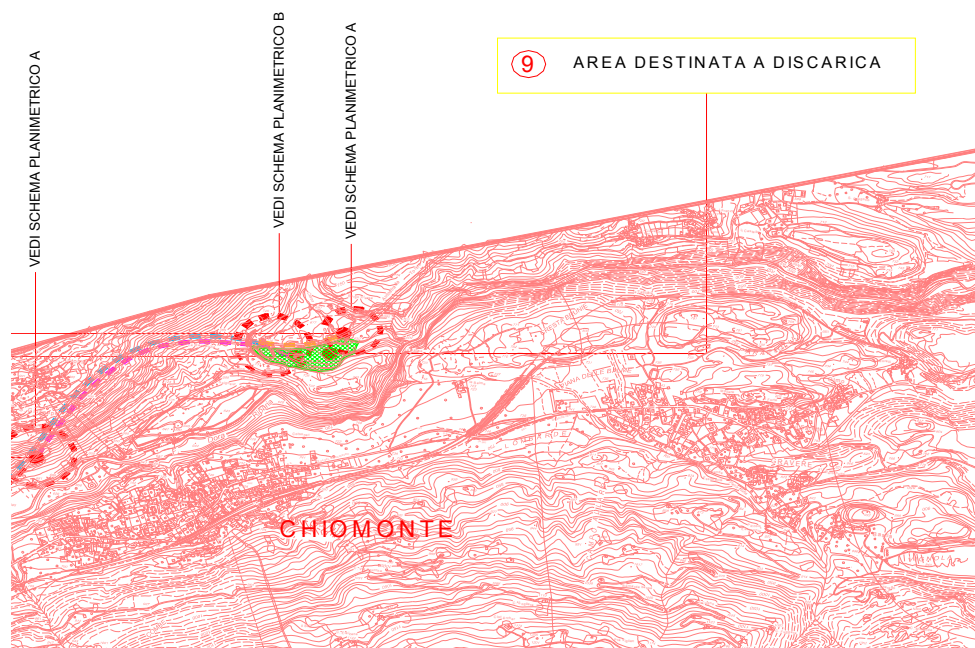 VEDI SCHEMA PLANIMETRICO A
VEDI SCHEMA PLANIMETRICO B
VEDI SCHEMA PLANIMETRICO A
9 AREA DESTINATA A DISCARICA
CHIOMONTE